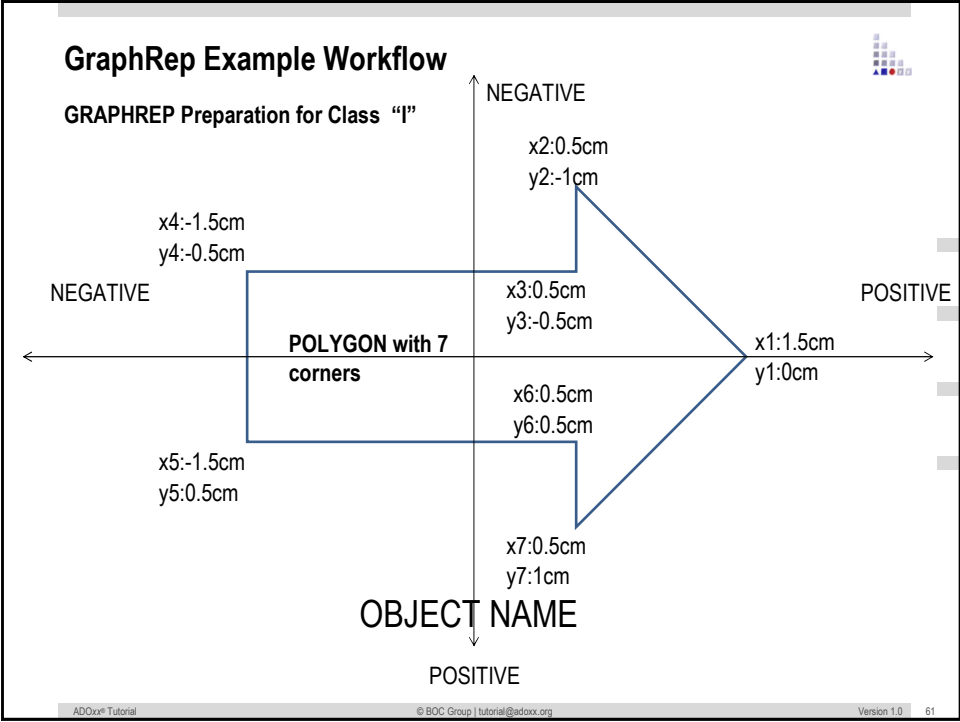 GraphRep Example Workflow
GRAPHREP Preparation for Class “I”
NEGATIVE
x2:0.5cm
y2:-1cm
x4:-1.5cm
y4:-0.5cm
NEGATIVE
x3:0.5cm
y3:-0.5cm
POSITIVE
POLYGON with 7
corners
x1:1.5cm
y1:0cm
x6:0.5cm
y6:0.5cm
x5:-1.5cm
y5:0.5cm
x7:0.5cm
y7:1cm
OBJECT NAME
POSITIVE
ADOxx® Tutorial
© BOC Group | tutorial@adoxx.org
Version 1.0
61